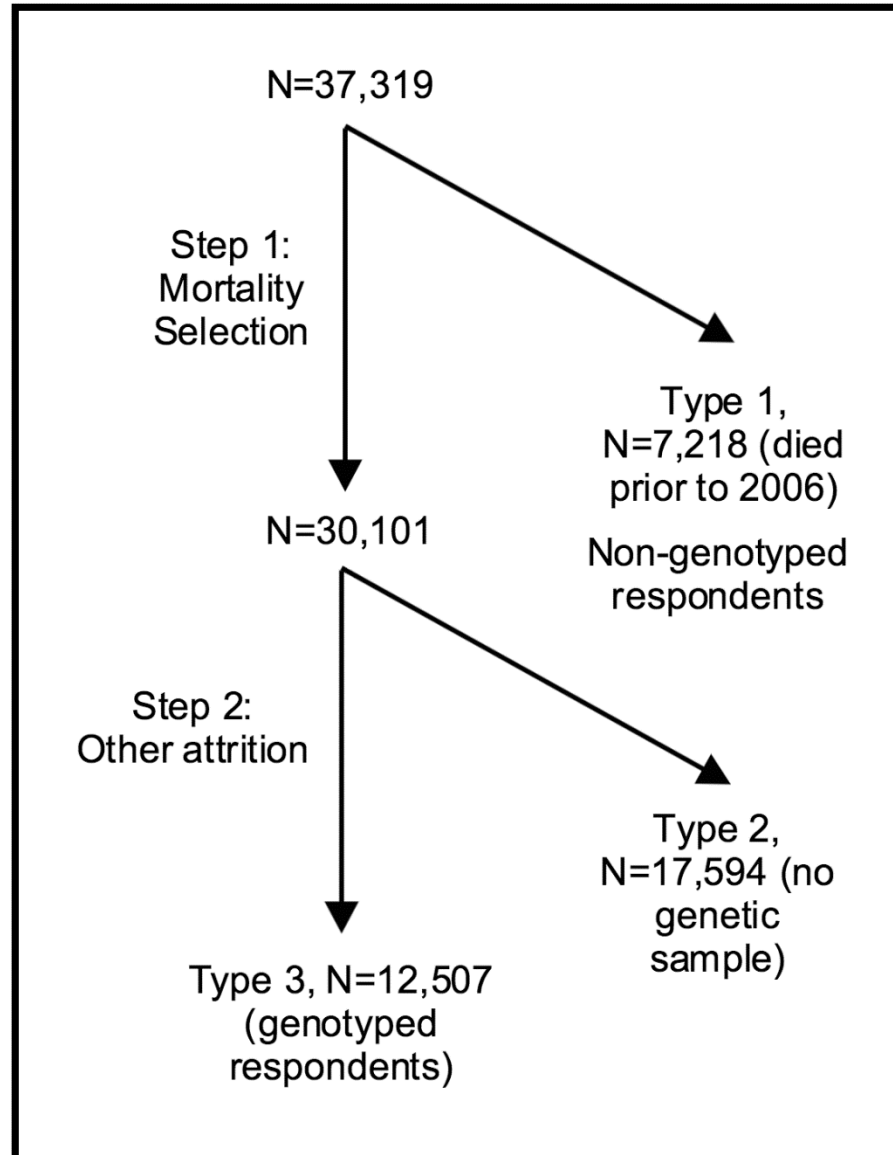 N=37,319
Step 1:
Mortality
Selection
Type 1,
N=7,218 (died
prior to 2006)
Non-genotyped
respondents
N=30,101
Step 2:
Other attrition
Type 2,
N=17,594 (no
genetic
sample)
Type 3, N=12,507
(genotyped
respondents)